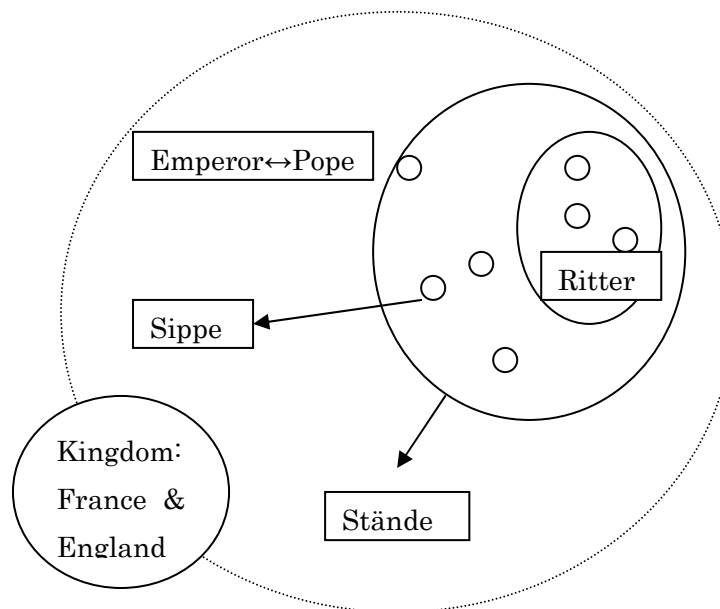 Emperor↔Pope
Ritter
Sippe
Kingdom:
France &
England
Stände